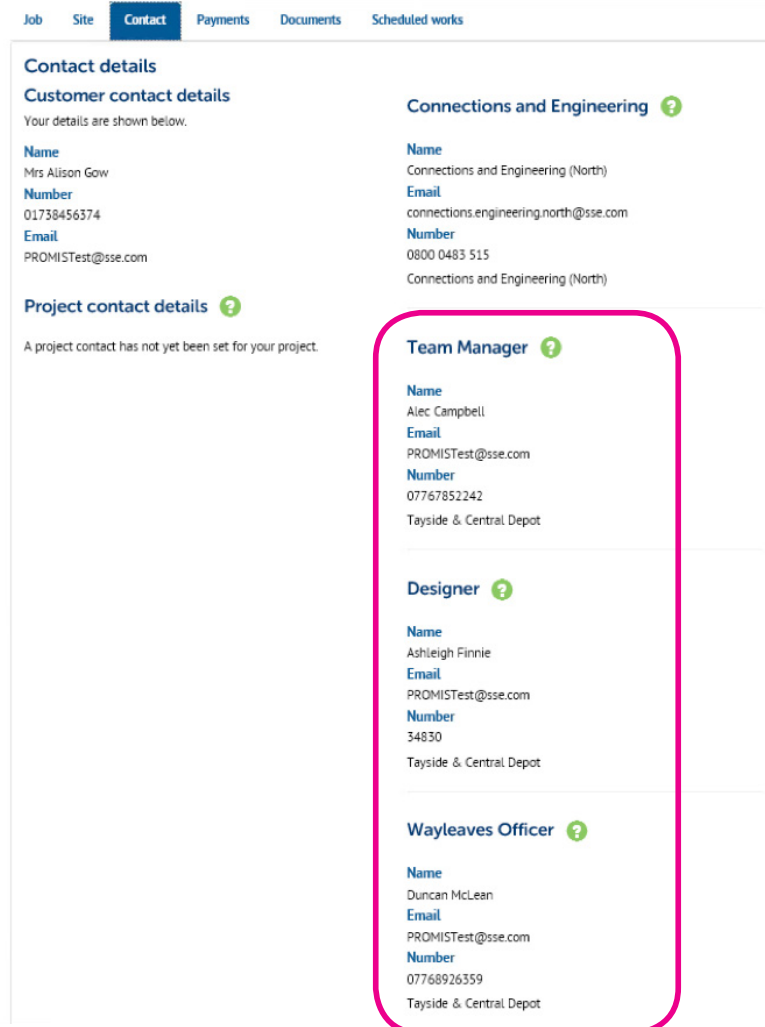 Job Site Contact Payments Documents Scheduled works
Contact details
Customer contact details
Your details are shown below.
Name
Mrs Alison Gow
Number
01738456374
Email
PROMISTest@sse.com
Project contact details ?
A project contact has not yet been set for your project.
Connections and Engineering ?
Name
Connections and Engineering (North)
Email
connections.engineering.north@sse.com
Number
0800 0483 515
Connections and Engineering (North)
Team Manager ?
Name
Alec Campbell
Email
PROMISTest@sse.com
Number
07767852242
Tayside & Central Depot
Designer ?
Name
Ashleigh Finnie
Email
PROMISTest@sse.com
Number
34830
Tayside & Central Depot
Wayleaves Officer ?
Name
Duncan McLean
Email
PROMISTest@sse.com
Number
07768926359
Tayside & Central Depot